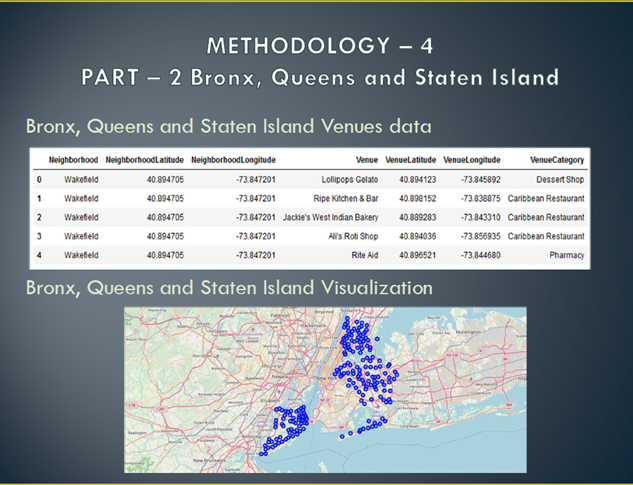 METHODOLOGY – 4
PART – 2 Bronx, Queens and Staten Island
Bronx, Queens and Staten Island Venues data
Neighborhood NeighborhoodLatitude NeighborhoodLongitude Venue VenueLatitude VenueLongitude VenueCategory
0 Wakefield 40.894705 -73.847201 Lollipops Gelato 40.894123 -73.845892 Dessert Shop
1 Wakefield 40.894705 -73.847201 Ripe Kitchen & Bar 40.898152 -73.838875 Caribbean Restaurant
2 Wakefield 40.894705 -73.847201 Jackie's West Indian Bakery 40.889283 -73.843310 Caribbean Restaurant
3 Wakefield 40.894705 -73.847201 Ali's Roti Shop 40.894036 -73.856935 Caribbean Restaurant
4 Wakefield 40.894705 -73.847201 Rite Aid 40.896521 -73.844680 Pharmacy
Bronx, Queens and Staten Island Visualization